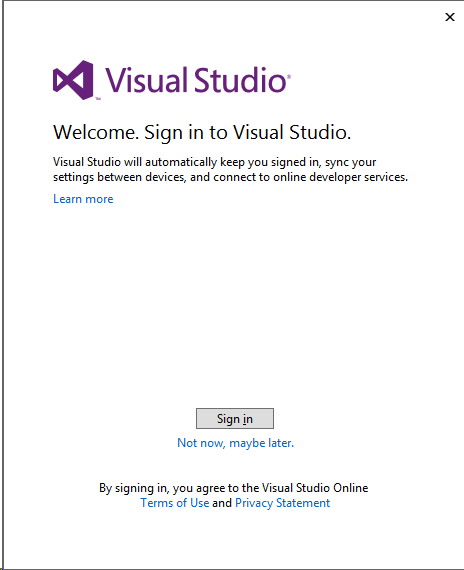 Visual Studio®
Welcome. Sign in to Visual Studio.
Visual Studio will automatically keep you signed in, sync your
settings between devices, and connect to online developer services.
Learn more
Sign in
Not now, maybe later.
By signing in, you agree to the Visual Studio Online
Terms of Use and Privacy Statement